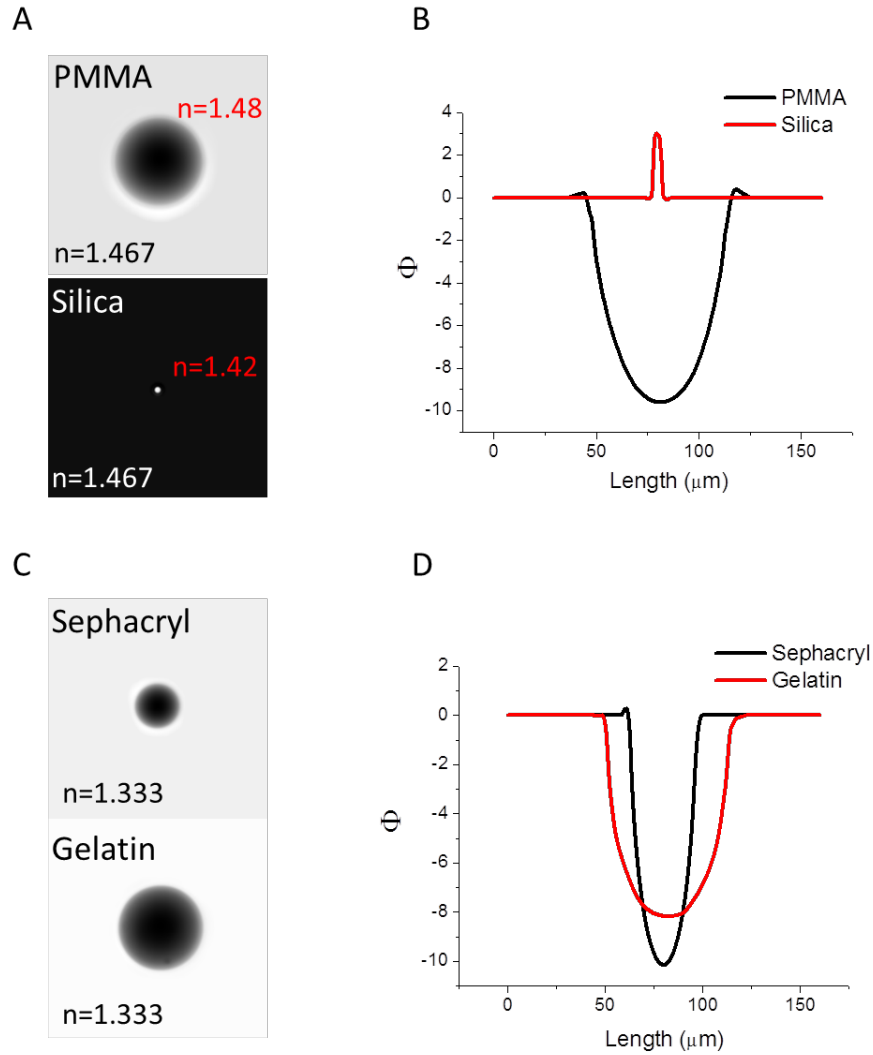 A
B
PMMA
n=1.48
n=1.467
Silica
n=1.42
n=1.467
PMMA
Silica
4
2
0
-2
-4
-6
-8
-10
Φ
0
50
100
150
Length (μm)
C
D
Sephacryl
n=1.333
Gelatin
n=1.333
Sephacryl
Gelatin
2
0
-2
-4
-6
-8
-10
Φ
0
50
100
150
Length (μm)